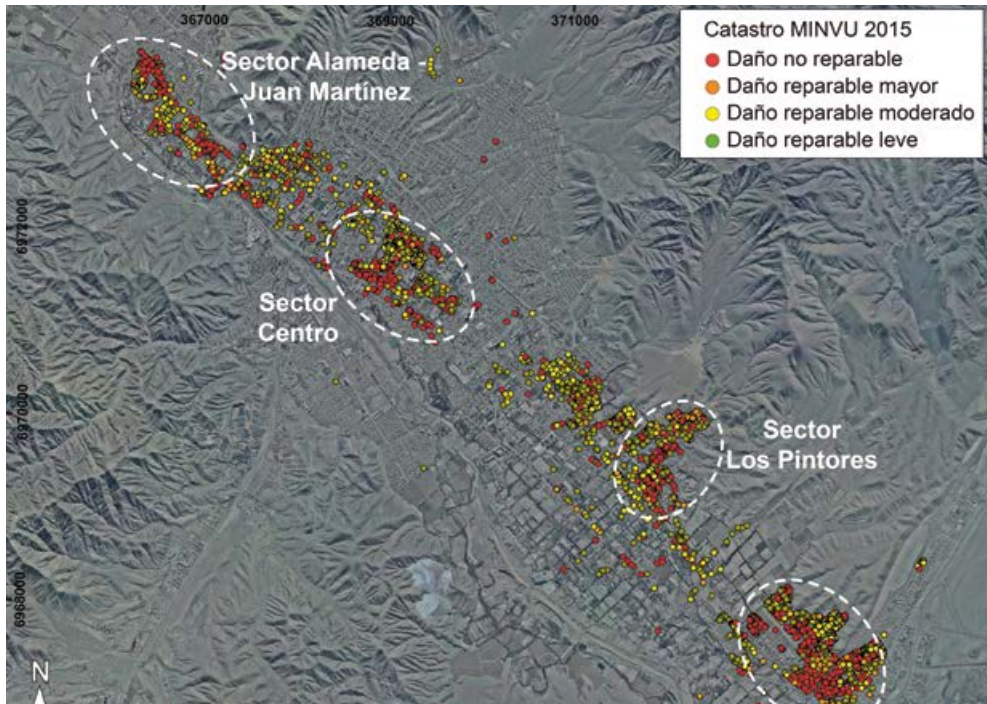 367000
369000
371000
Catastro MINVU 2015
Daño no reparable
Daño reparable mayor
Daño reparable moderado
Daño reparable leve
Sector Alameda -
Juan Martínez
6972000
Sector
Centro
6970000
Sector
Los Pintores
6968000
N